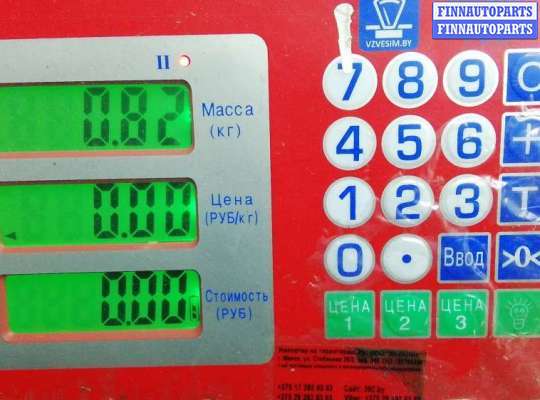 FINNAUTOPARTS
FINNAUTOPARTS
VZVESIM.BY
II
7 8 9 C
0.82 Масса
(кг)
4 5 6 +
0.00 Цена
(РУБ/кг)
1 2 3 T
0 . Ввод >0<
0.00 Стоимость
(РУБ)
ЦЕНА 1 ЦЕНА 2 ЦЕНА 3